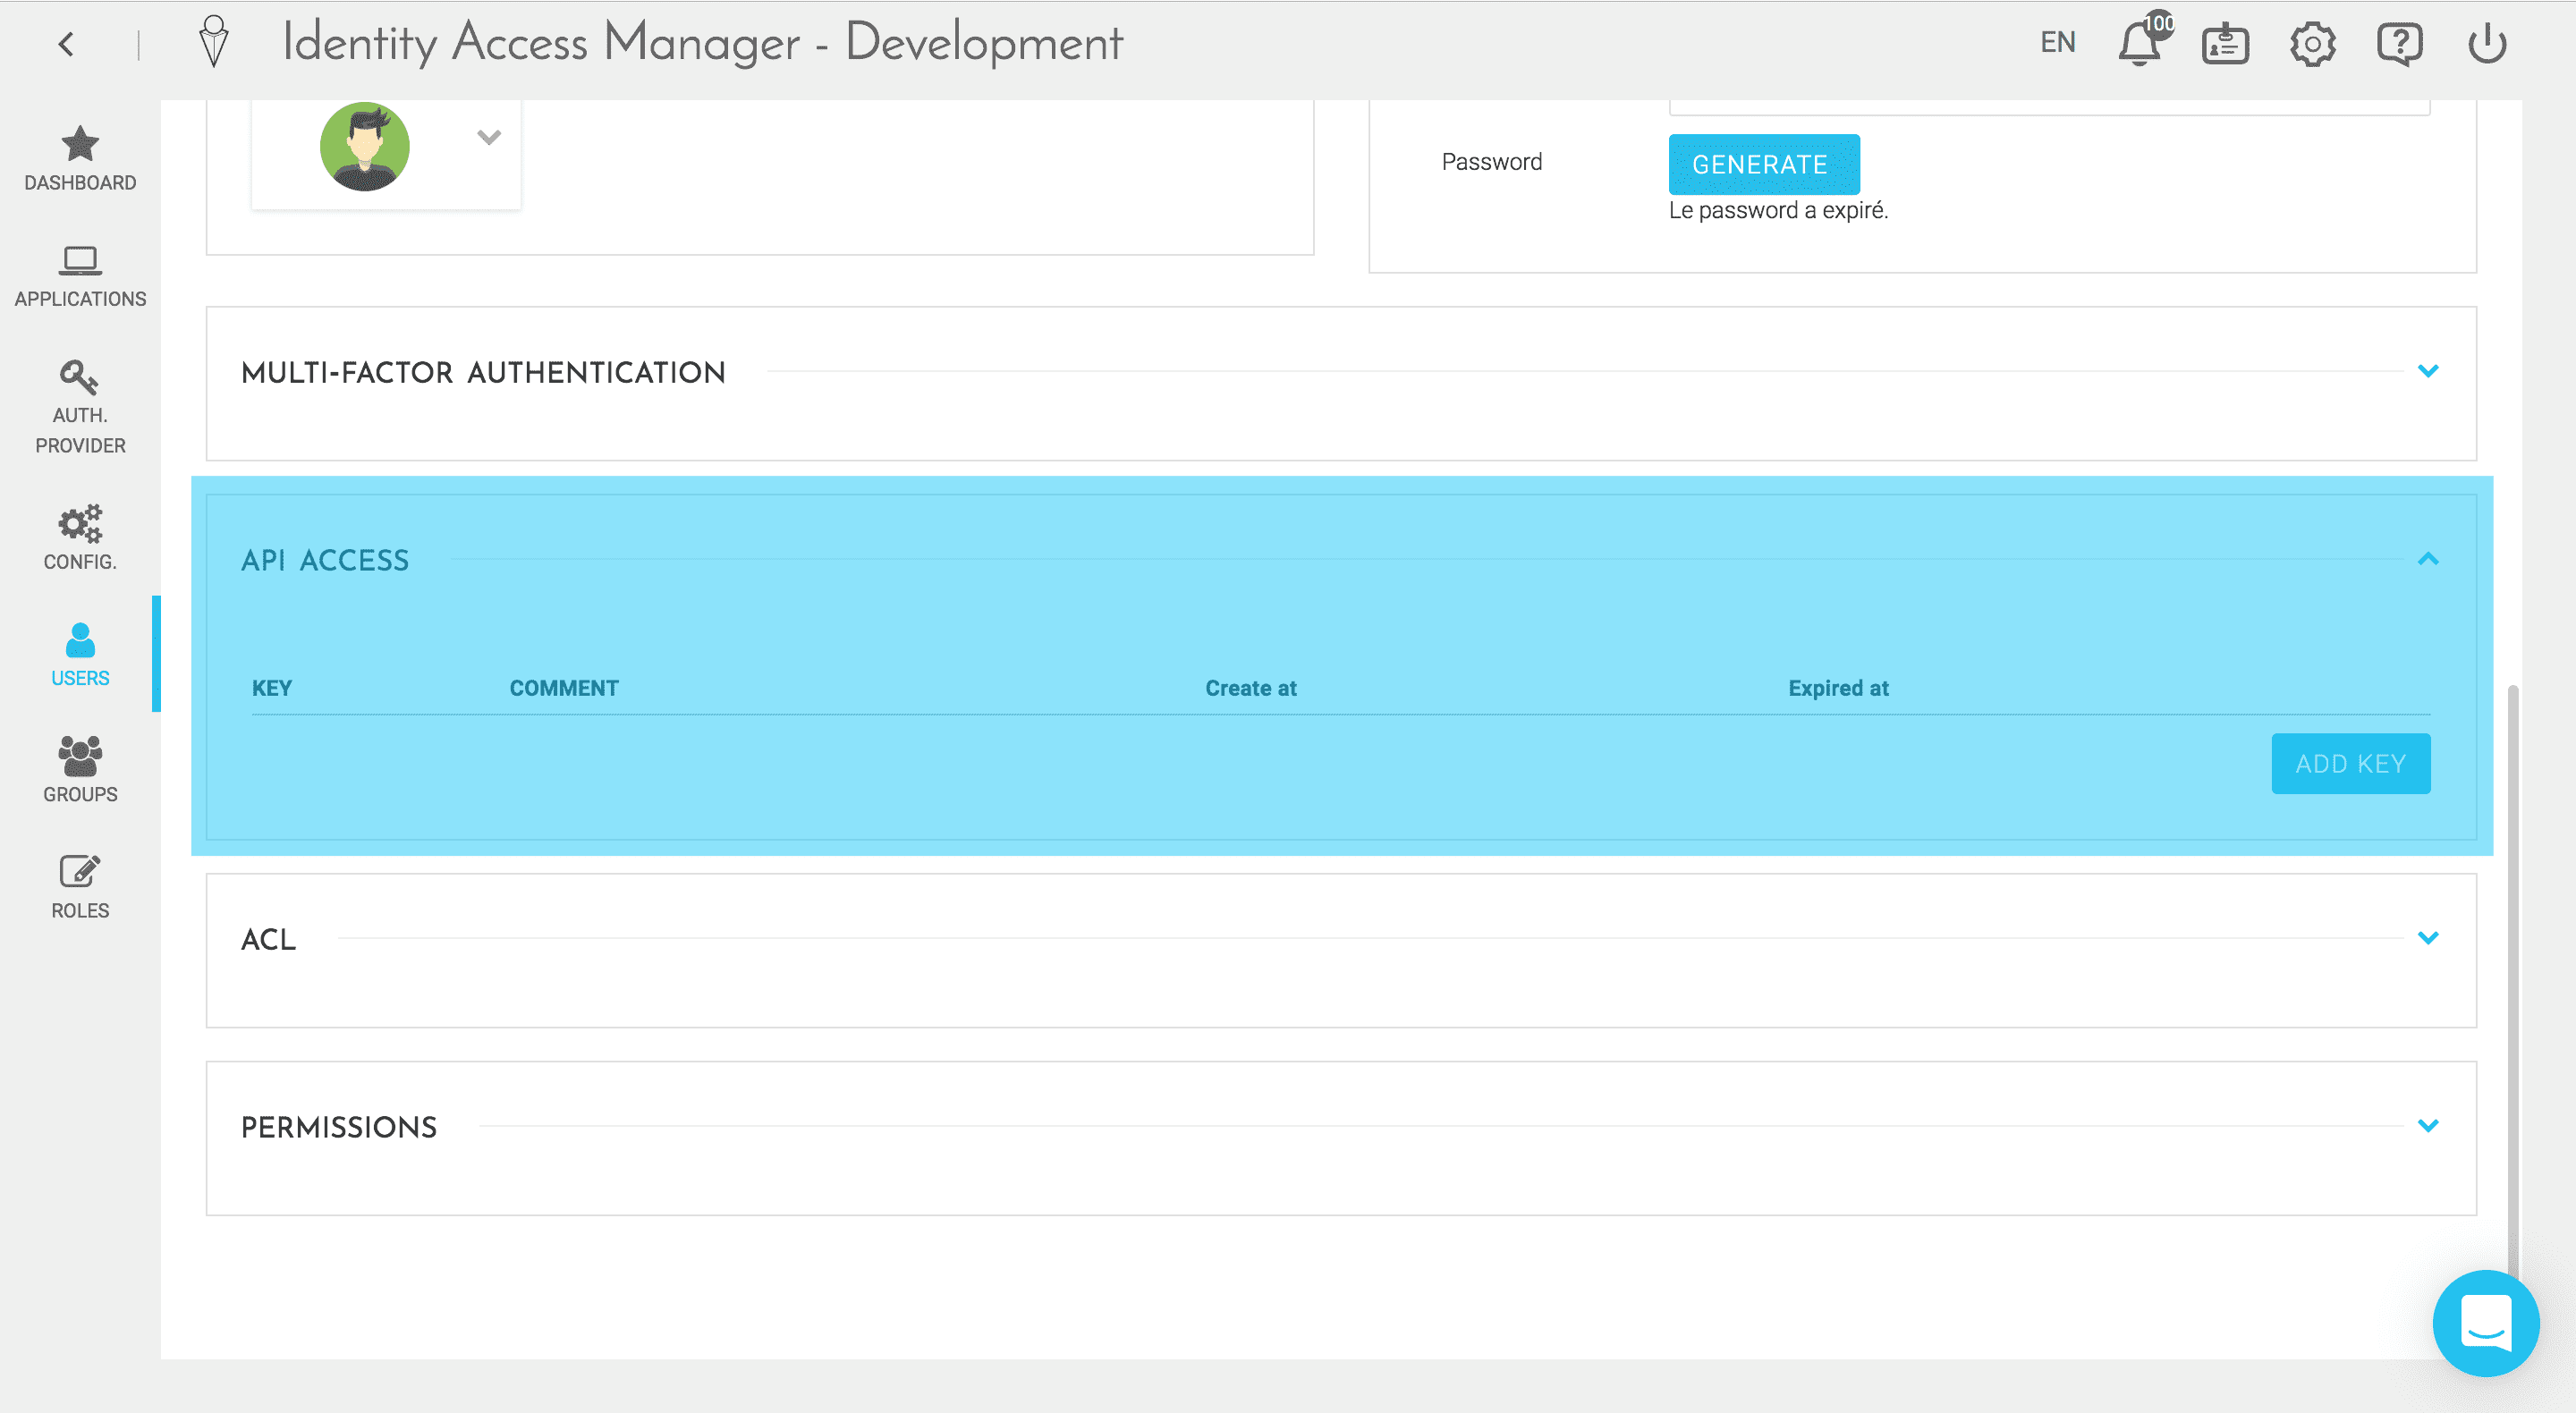 Identity Access Manager - Development
EN
100
DASHBOARD
APPLICATIONS
AUTH.
PROVIDER
CONFIG.
USERS
GROUPS
ROLES
Password
GENERATE
Le password a expiré.
MULTI-FACTOR AUTHENTICATION
API ACCESS
KEY COMMENT Create at Expired at
ADD KEY
ACL
PERMISSIONS